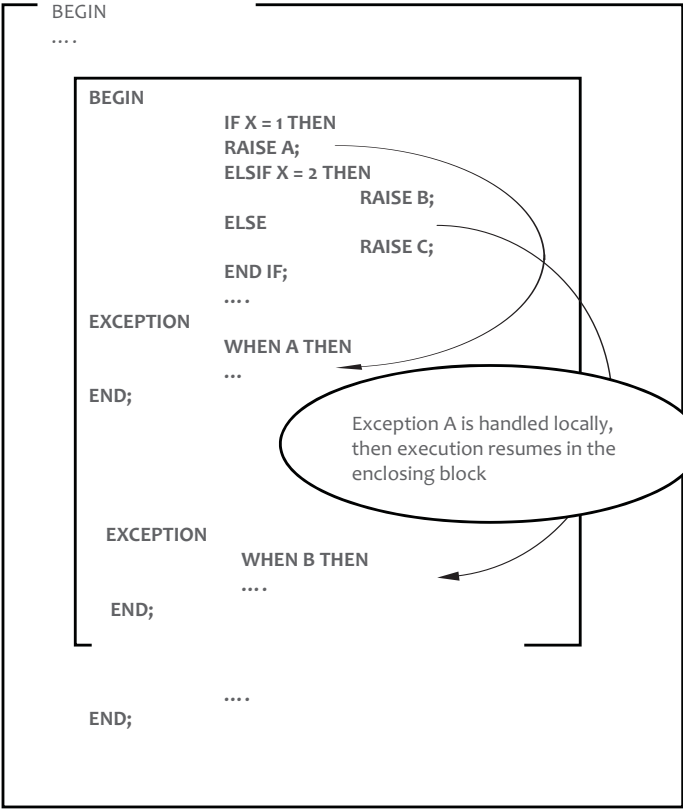 BEGIN
....
BEGIN
IF X = 1 THEN
RAISE A;
ELSIF X = 2 THEN
RAISE B;
ELSE
RAISE C;
END IF;
....
EXCEPTION
WHEN A THEN
...
END;
Exception A is handled locally,
then execution resumes in the
enclosing block
EXCEPTION
WHEN B THEN
....
END;
....
END;